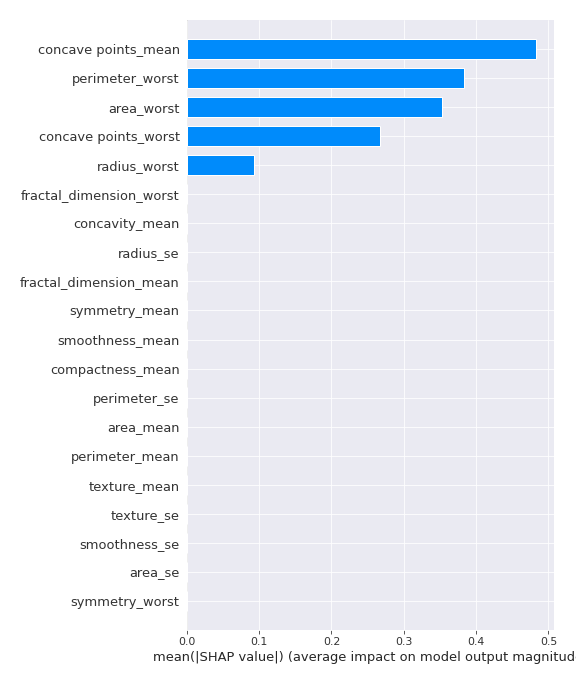 concave points_mean
perimeter_worst
area_worst
concave points_worst
radius_worst
fractal_dimension_worst
concavity_mean
radius_se
fractal_dimension_mean
symmetry_mean
smoothness_mean
compactness_mean
perimeter_se
area_mean
perimeter_mean
texture_mean
texture_se
smoothness_se
area_se
symmetry_worst
0.0 0.1 0.2 0.3 0.4 0.5
mean(|SHAP value|) (average impact on model output magnitud